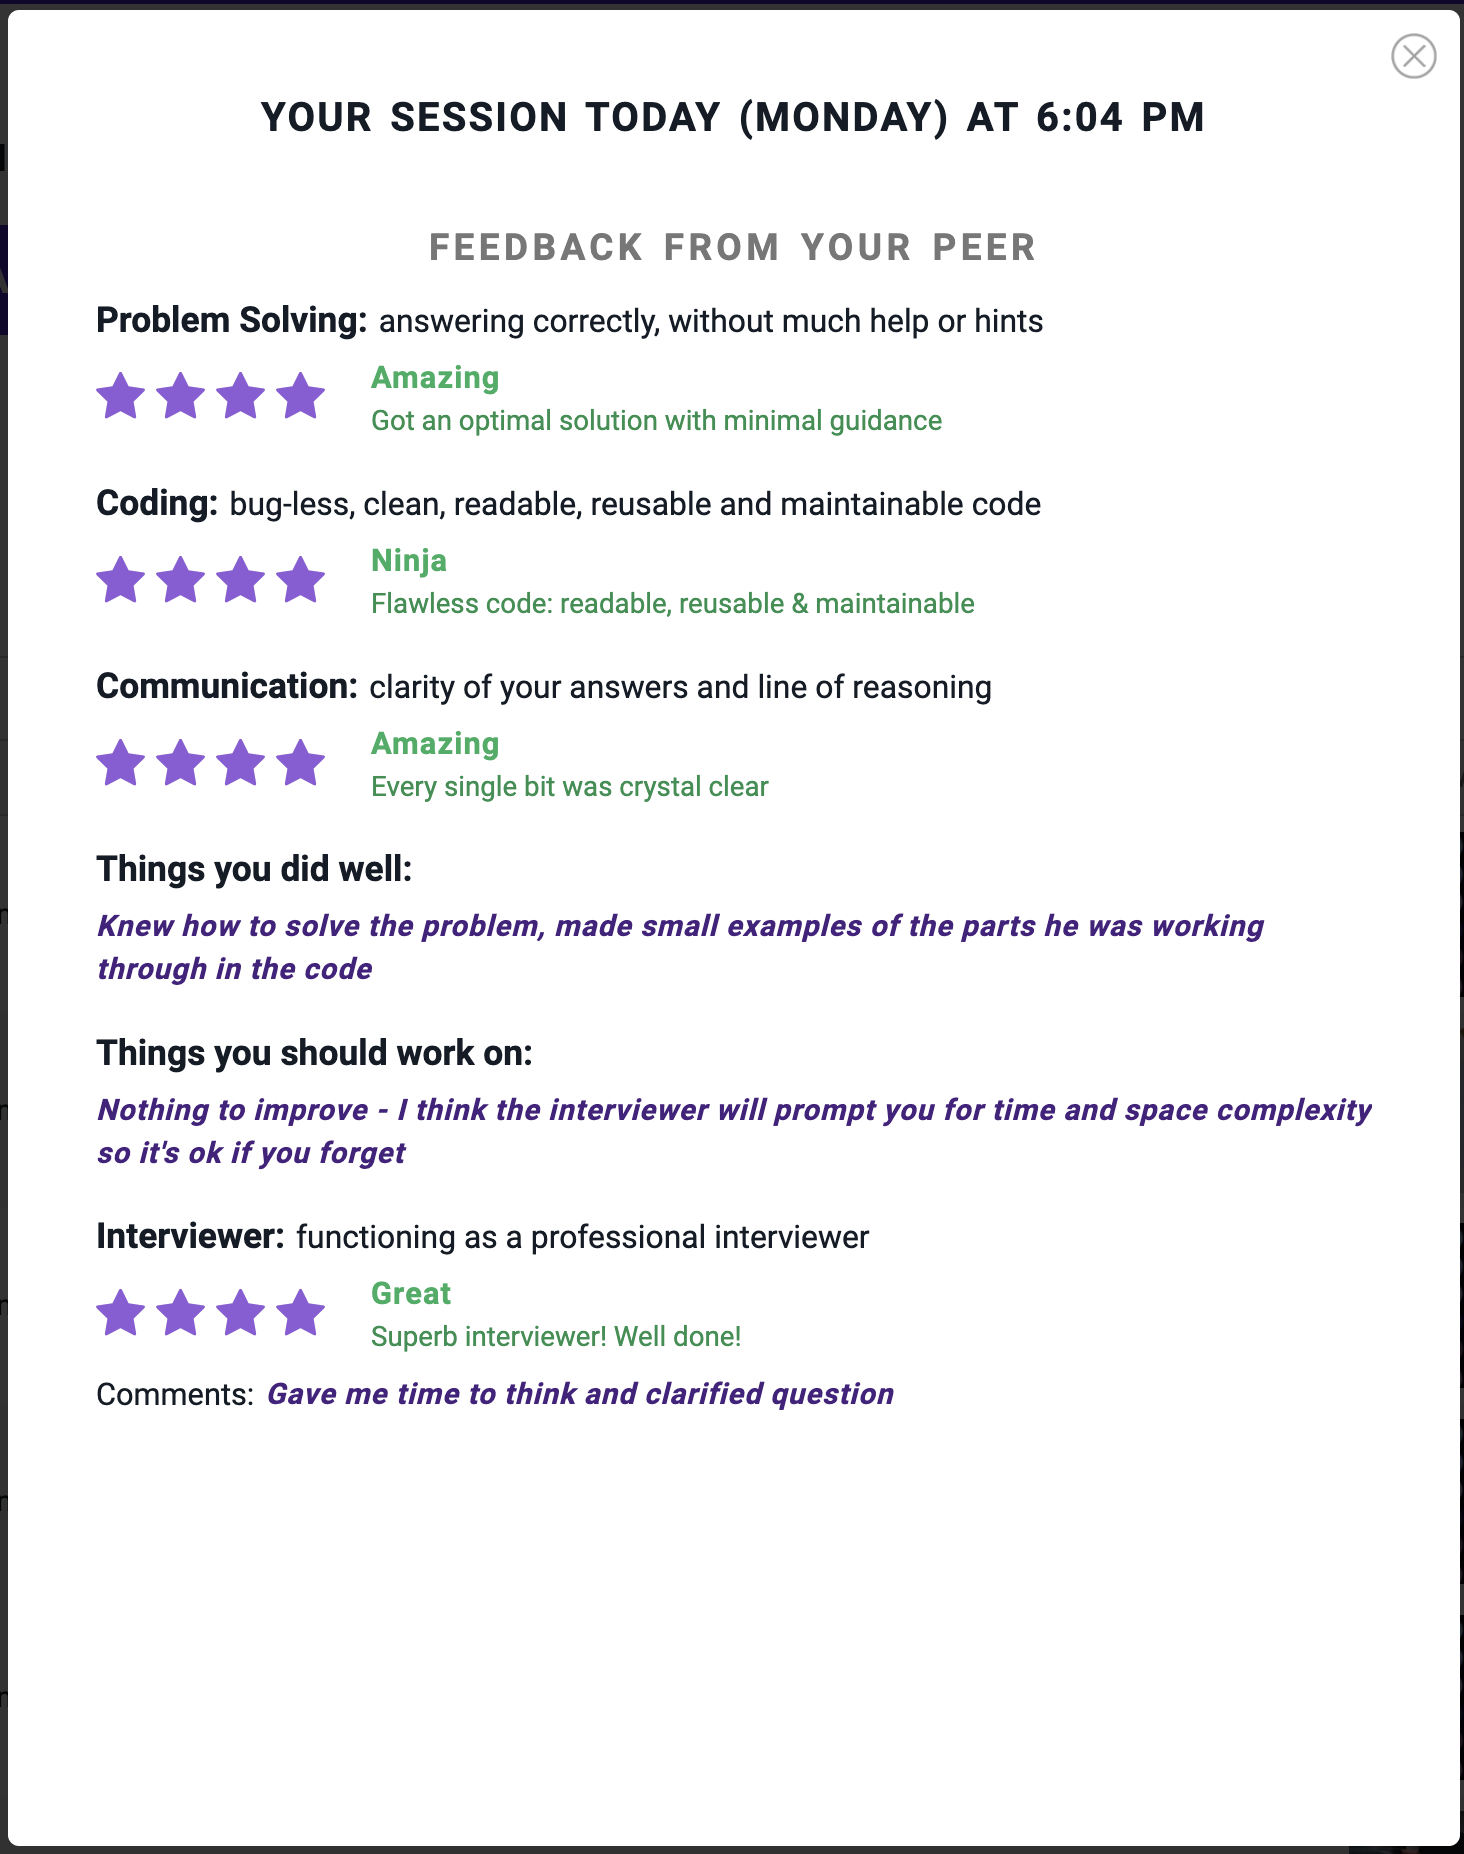 YOUR SESSION TODAY (MONDAY) AT 6:04 PM
FEEDBACK FROM YOUR PEER
Problem Solving: answering correctly, without much help or hints
Amazing
Got an optimal solution with minimal guidance
Coding: bug-less, clean, readable, reusable and maintainable code
Ninja
Flawless code: readable, reusable & maintainable
Communication: clarity of your answers and line of reasoning
Amazing
Every single bit was crystal clear
Things you did well:
Knew how to solve the problem, made small examples of the parts he was working
through in the code
Things you should work on:
Nothing to improve - I think the interviewer will prompt you for time and space complexity
so it's ok if you forget
Interviewer: functioning as a professional interviewer
Great
Superb interviewer! Well done!
Comments: Gave me time to think and clarified question